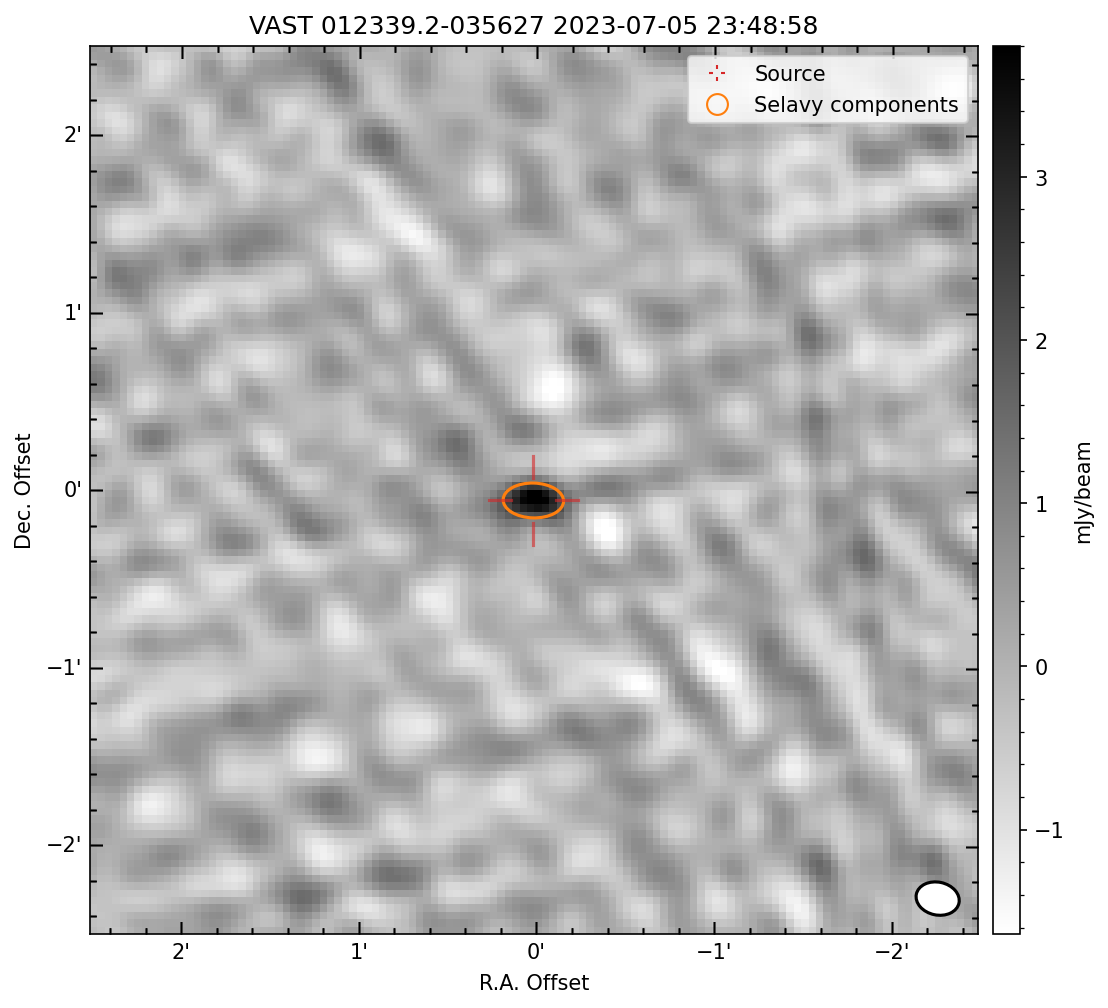 VAST 012339.2-035627 2023-07-05 23:48:58
Source
Selavy components
2'
1'
0'
−1'
−2'
Dec. Offset
2'
1'
0'
−1'
−2'
R.A. Offset
3
2
1
0
−1
mJy/beam